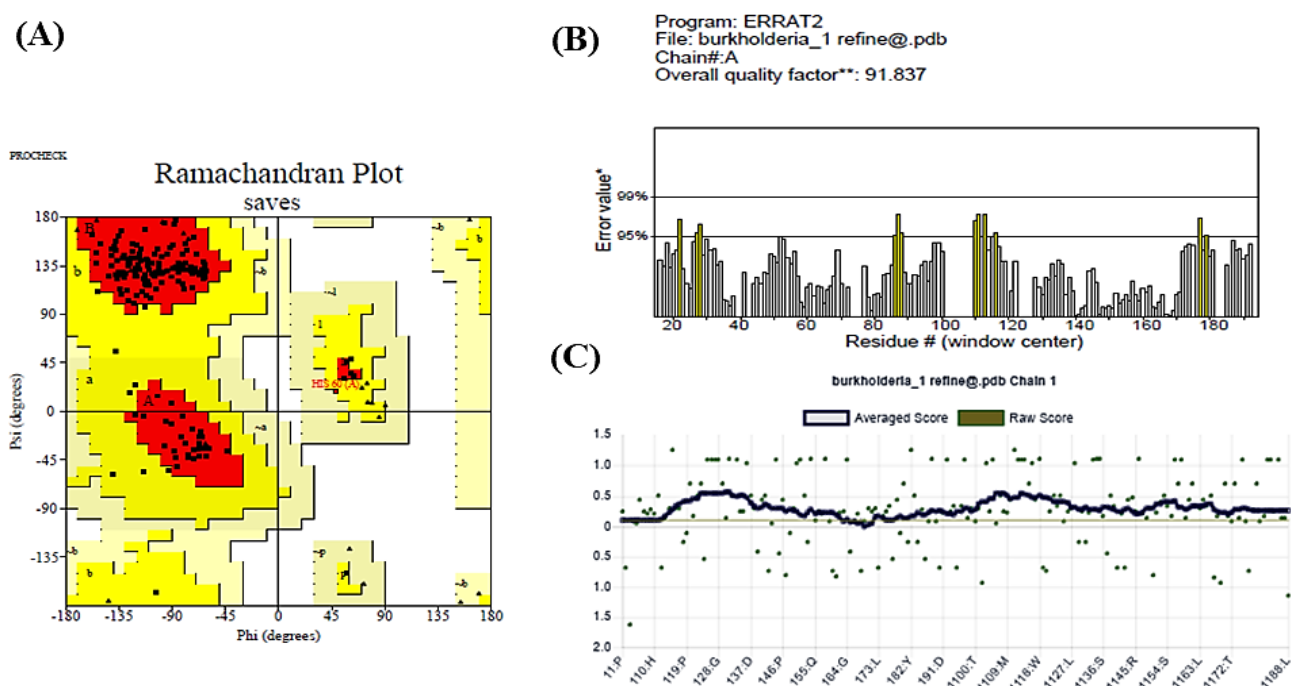 (A)
PROCHECK
Ramachandran Plot
saves
B
A
b
a
l
p
~b
~a
~l
~p
HIS 60 (A)
180
135
90
45
0
-45
-90
-135
-180
-180 -135 -90 -45 0 45 90 135 180
Psi (degrees)
Phi (degrees)
(B)
Program: ERRAT2
File: burkholderia_1 refine@.pdb
Chain#:A
Overall quality factor**: 91.837
Error value*
99%
95%
20 40 60 80 100 120 140 160 180
Residue # (window center)
(C)
burkholderia_1 refine@.pdb Chain 1
Averaged Score Raw Score
1.5
1.0
0.5
0
0.5
1.0
2.0
11:P 110:H 119:P 128:G 137:D 146:P 155:Q 184:G 173:L 182:Y 191:D 1100:T 1109:M 1118:W 1127:L 1136:S 1145:R 1154:S 1163:L 1172:T 1188:L